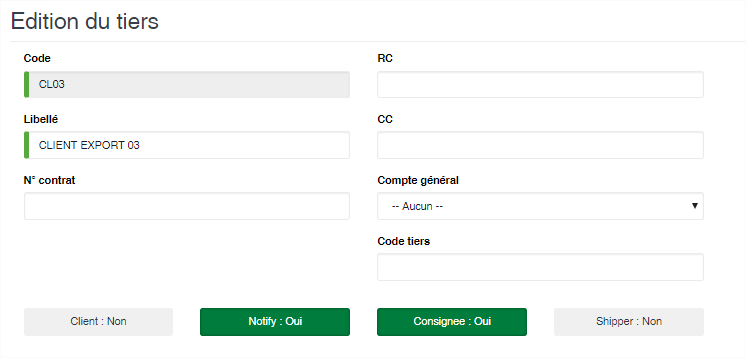 Edition du tiers
Code
CL03
RC
Libellé
CLIENT EXPORT 03
CC
N° contrat
Compte général
-- Aucun --
Code tiers
Client : Non
Notify : Oui
Consignee : Oui
Shipper : Non